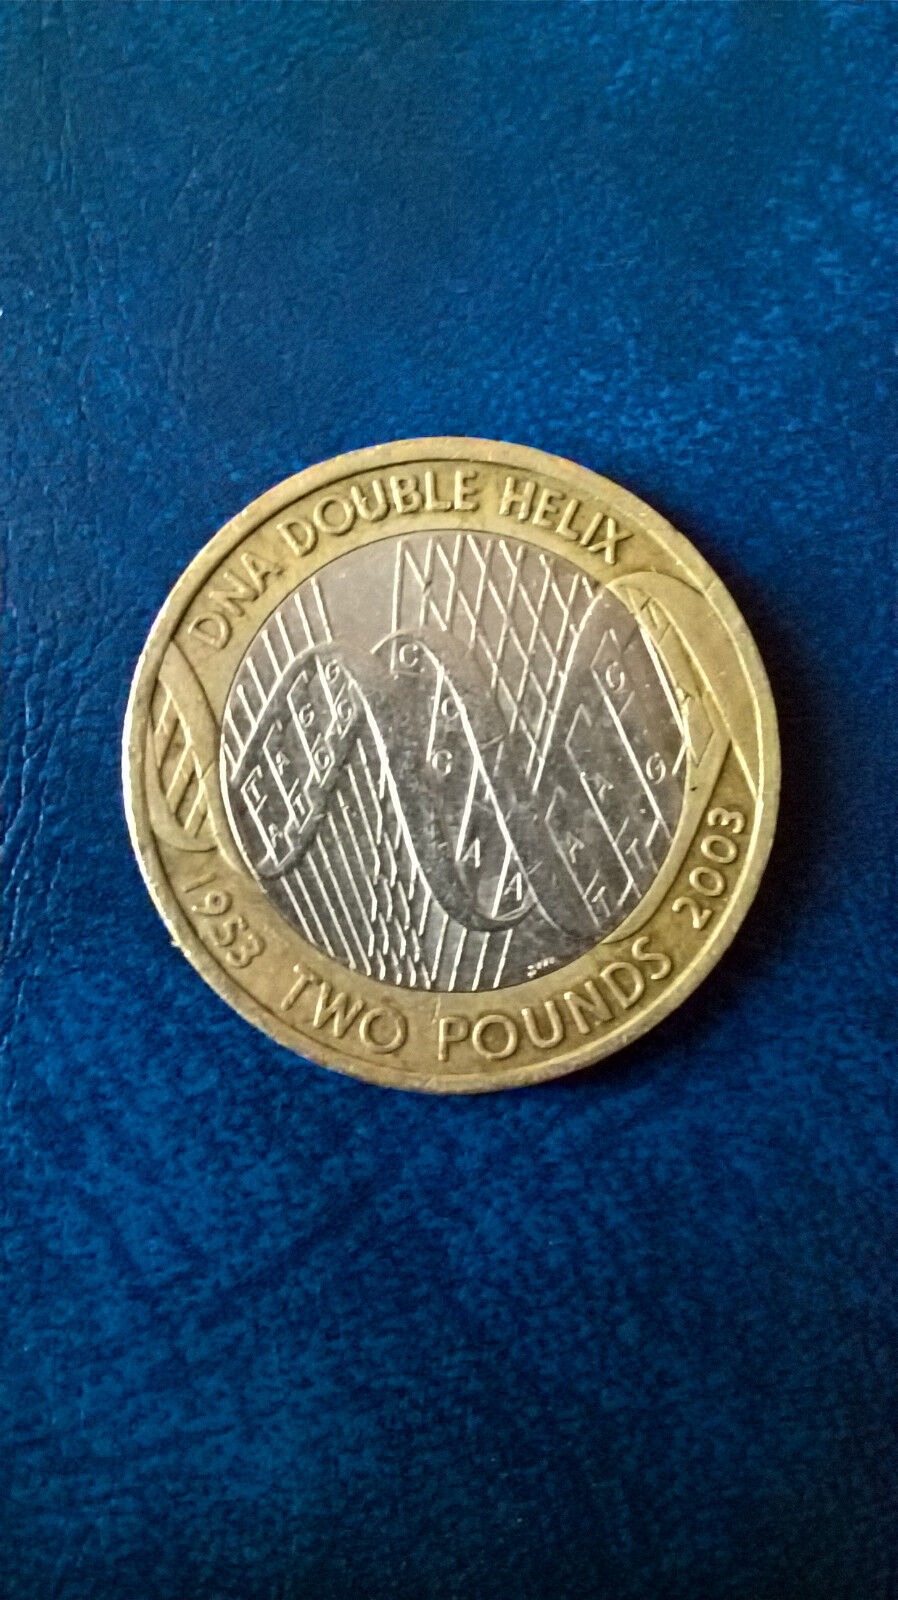 DNA DOUBLE HELIX
1953 TWO POUNDS 2003